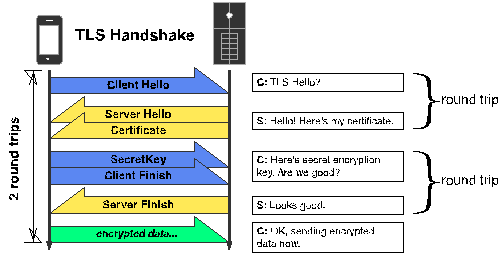 TLS Handshake
Client Hello
Server Hello
Certificate
SecretKey
Client Finish
Server Finish
encrypted data...
2 round trips
C: TLS Hello?
S: Hello! Here's my certificate.
round trip
C: Here's secret encryption
key. Are we good?
S: Looks good.
round trip
C: OK, sending encrypted
data now.